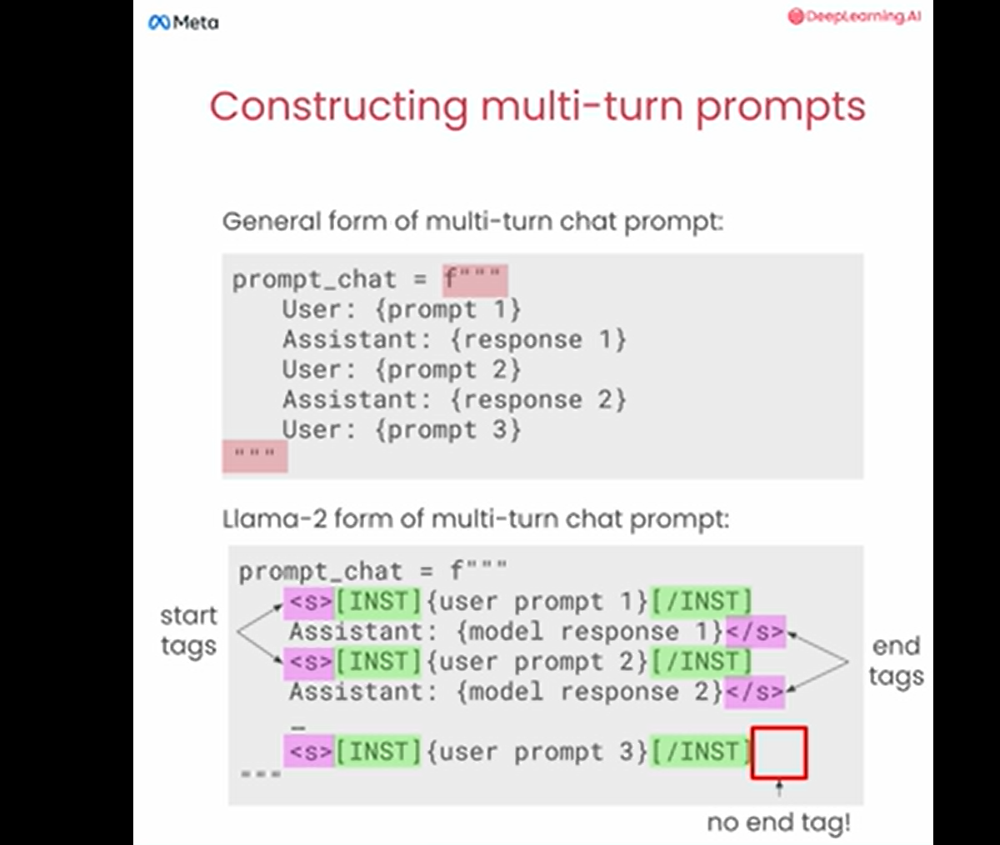 Meta
DeepLearning.AI
Constructing multi-turn prompts
General form of multi-turn chat prompt:
prompt_chat = f"""
User: {prompt 1}
Assistant: {response 1}
User: {prompt 2}
Assistant: {response 2}
User: {prompt 3}
"""
Llama-2 form of multi-turn chat prompt:
prompt_chat = f"""
<s>[INST]{user prompt 1}[/INST]
Assistant: {model response 1}</s>
<s>[INST]{user prompt 2}[/INST]
Assistant: {model response 2}</s>
…
<s>[INST]{user prompt 3}[/INST]
"""
start
tags
end
tags
no end tag!